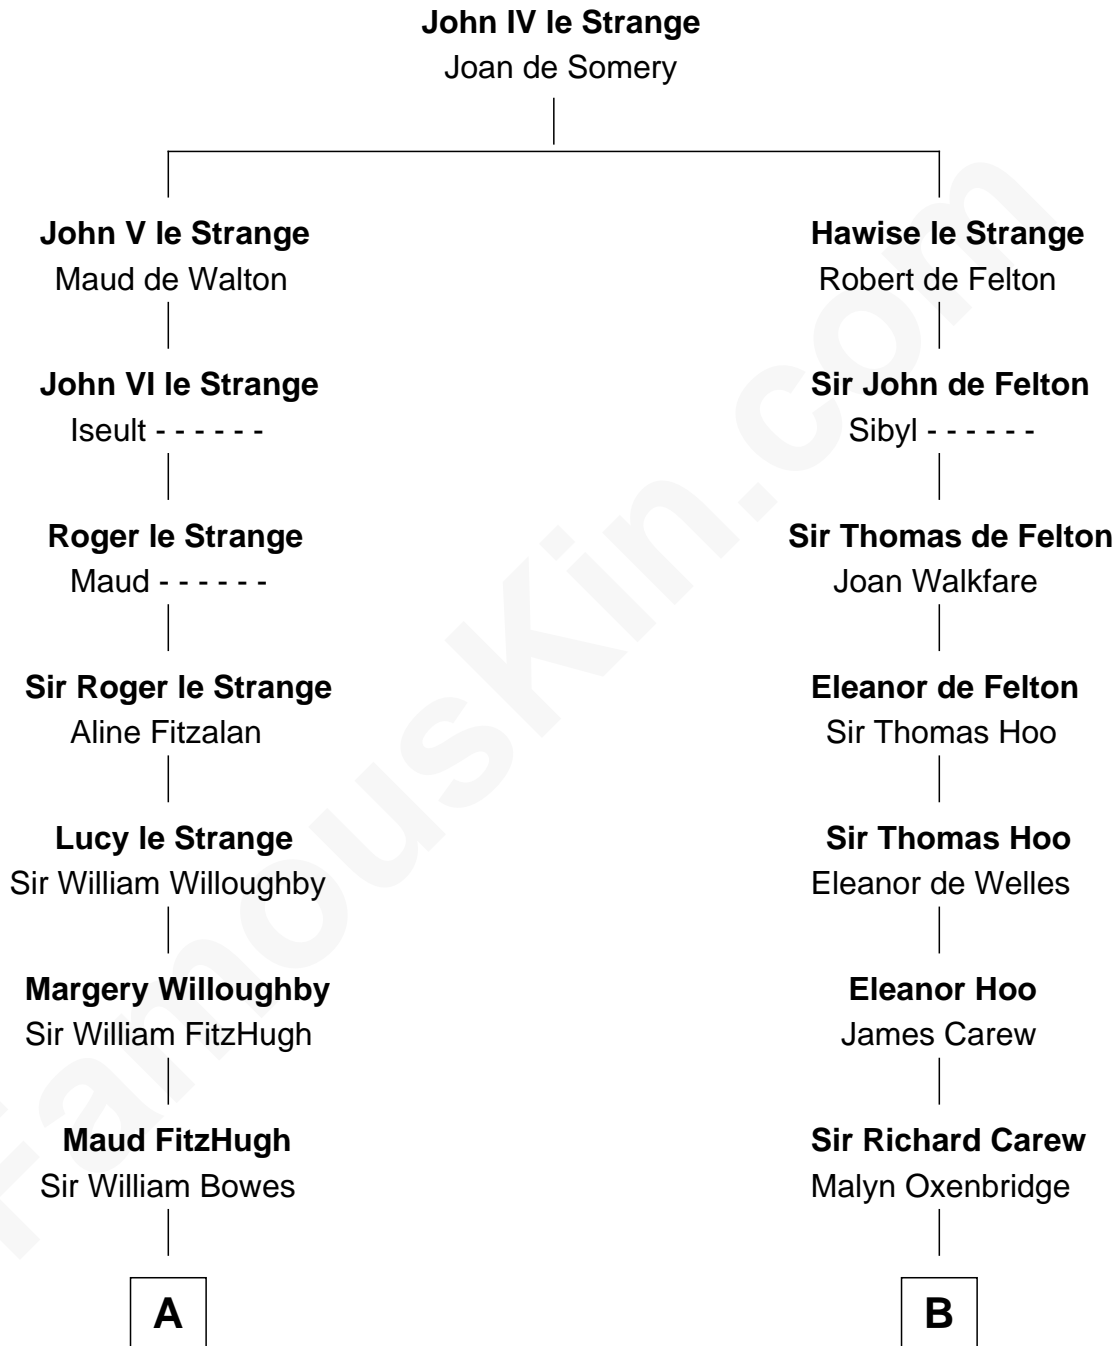 John IV le Strange
Joan de Somery
John V le Strange
Maud de Walton
Hawise le Strange
Robert de Felton
John VI le Strange
Iseult - - - - - -
Sir John de Felton
Sibyl - - - - - -
Roger le Strange
Maud - - - - - -
Sir Thomas de Felton
Joan Walkfare
Sir Roger le Strange
Aline Fitzalan
Eleanor de Felton
Sir Thomas Hoo
Lucy le Strange
Sir William Willoughby
Sir Thomas Hoo
Eleanor de Welles
Margery Willoughby
Sir William FitzHugh
Eleanor Hoo
James Carew
Maud FitzHugh
Sir William Bowes
Sir Richard Carew
Malyn Oxenbridge
A
B
FamousKin.com